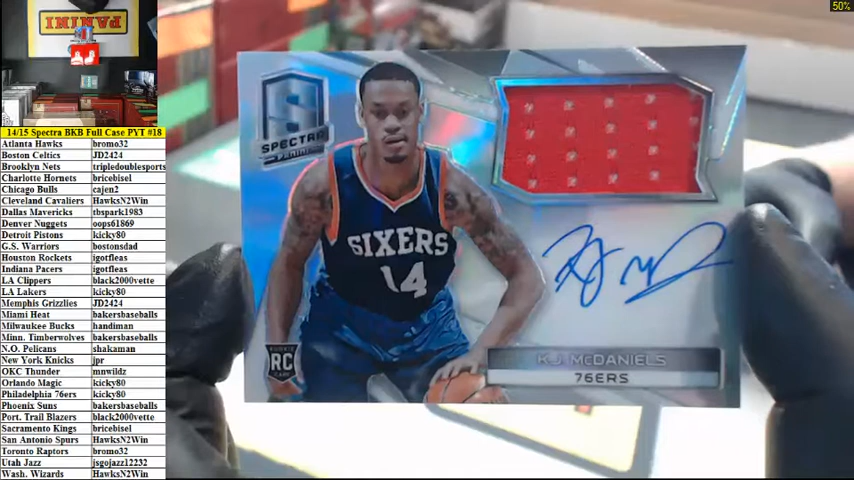 50%
PANINI
14/15 Spectra BKB Full Case PYT #18
Atlanta Hawks bromo32
Boston Celtics JD2424
Brooklyn Nets tripledoublesports
Charlotte Hornets bricebisel
Chicago Bulls cajen2
Cleveland Cavaliers HawksN2Win
Dallas Mavericks tbspark1983
Denver Nuggets oops61869
Detroit Pistons kicky80
G.S. Warriors bostonsdad
Houston Rockets igotfleas
Indiana Pacers igotfleas
LA Clippers black2000vette
LA Lakers kicky80
Memphis Grizzlies JD2424
Miami Heat bakersbaseballs
Milwaukee Bucks handiman
Minn. Timberwolves bakersbaseballs
N.O. Pelicans shakaman
New York Knicks jpr
OKC Thunder mnwildz
Orlando Magic kicky80
Philadelphia 76ers kicky80
Phoenix Suns bakersbaseballs
Port. Trail Blazers black2000vette
Sacramento Kings bricebisel
San Antonio Spurs HawksN2Win
Toronto Raptors bromo32
Utah Jazz jsgojazz12232
Wash. Wizards HawksN2Win
S
SPECTRA
PANINI
SIXERS
14
RC
KJ McDANIELS
76ERS